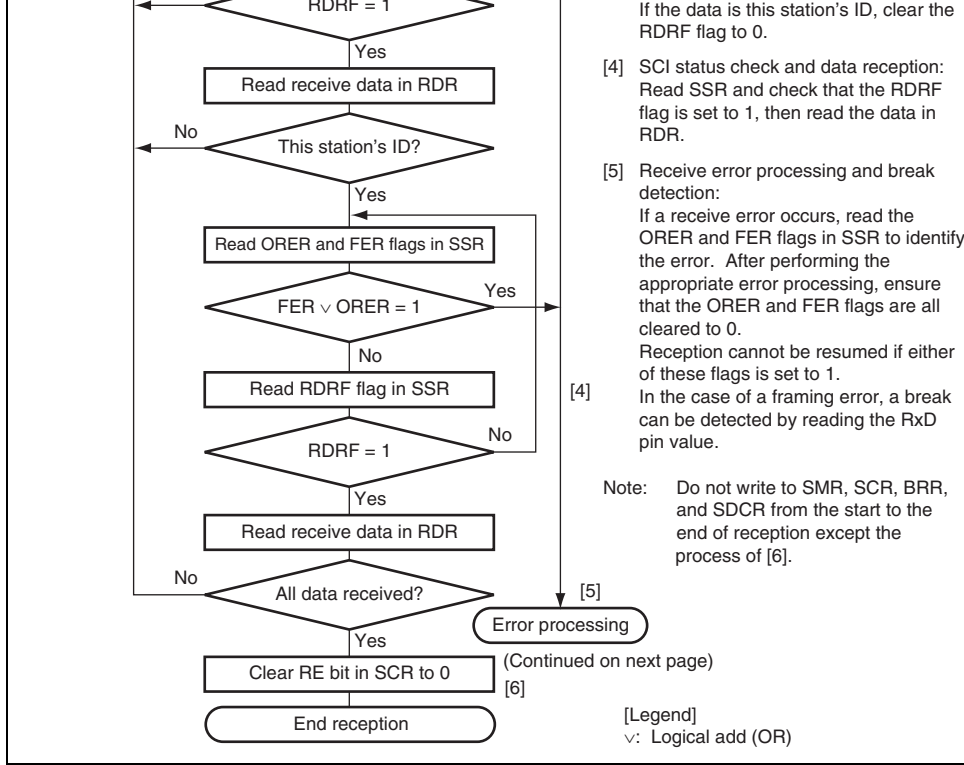 RDRF = 1
Yes
Read receive data in RDR
No
This station's ID?
Yes
Read ORER and FER flags in SSR
Yes
FER ∨ ORER = 1
No
Read RDRF flag in SSR
[4]
No
RDRF = 1
Yes
Read receive data in RDR
No
All data received?
[5]
Error processing
Yes
(Continued on next page)
Clear RE bit in SCR to 0
[6]
End reception
If the data is this station's ID, clear the
RDRF flag to 0.
[4] SCI status check and data reception:
Read SSR and check that the RDRF
flag is set to 1, then read the data in
RDR.
[5] Receive error processing and break
detection:
If a receive error occurs, read the
ORER and FER flags in SSR to identify
the error. After performing the
appropriate error processing, ensure
that the ORER and FER flags are all
cleared to 0.
Reception cannot be resumed if either
of these flags is set to 1.
In the case of a framing error, a break
can be detected by reading the RxD
pin value.
Note: Do not write to SMR, SCR, BRR,
and SDCR from the start to the
end of reception except the
process of [6].
[Legend]
∨: Logical add (OR)